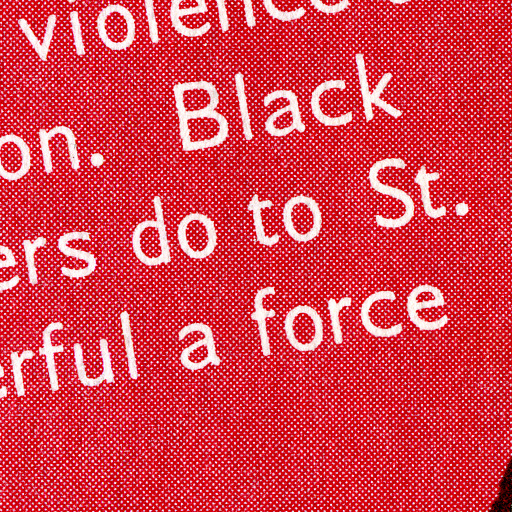 violence
on. Black
ers do to St.
erful a force